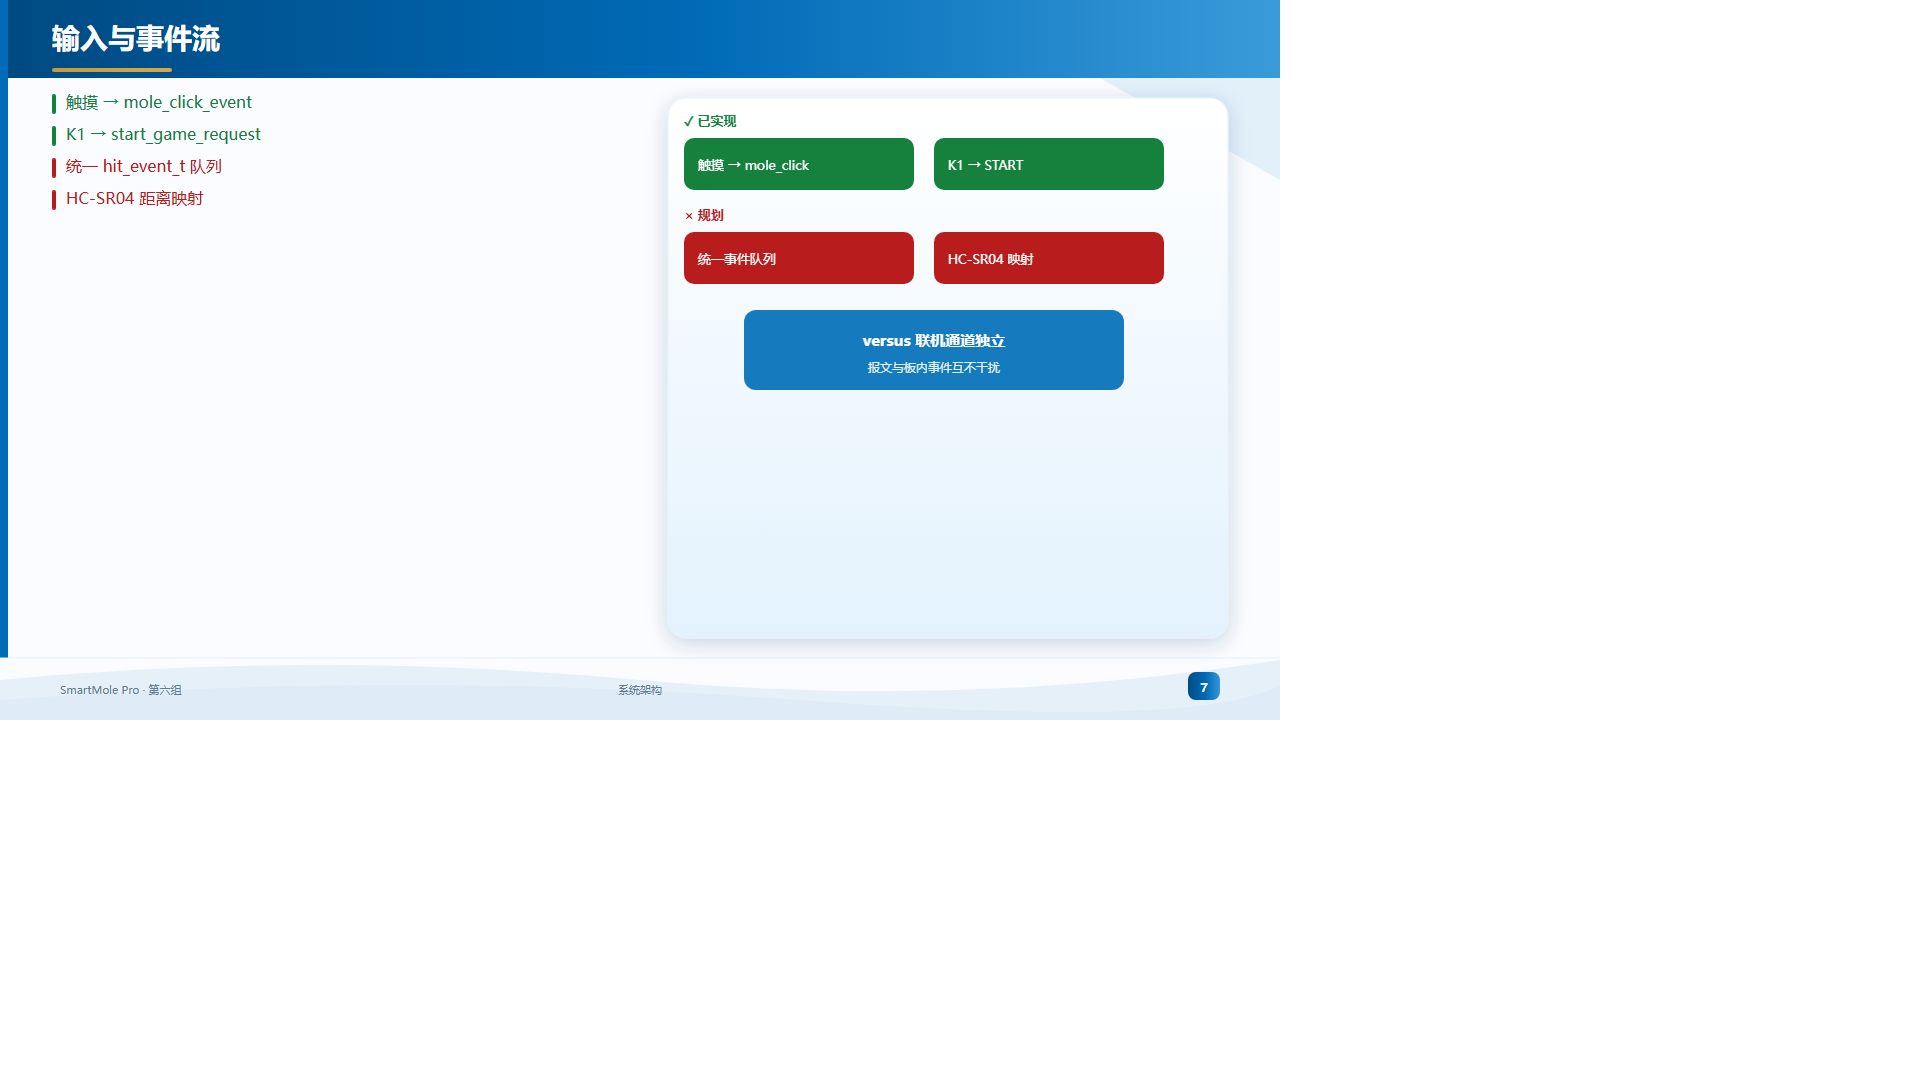 输入与事件流
触摸 → mole_click_event
K1 → start_game_request
统一 hit_event_t 队列
HC-SR04 距离映射
✓ 已实现
触摸 → mole_click
K1 → START
× 规划
统一事件队列
HC-SR04 映射
versus 联机通道独立
报文与板内事件互不干扰
SmartMole Pro · 第六组
系统架构
7